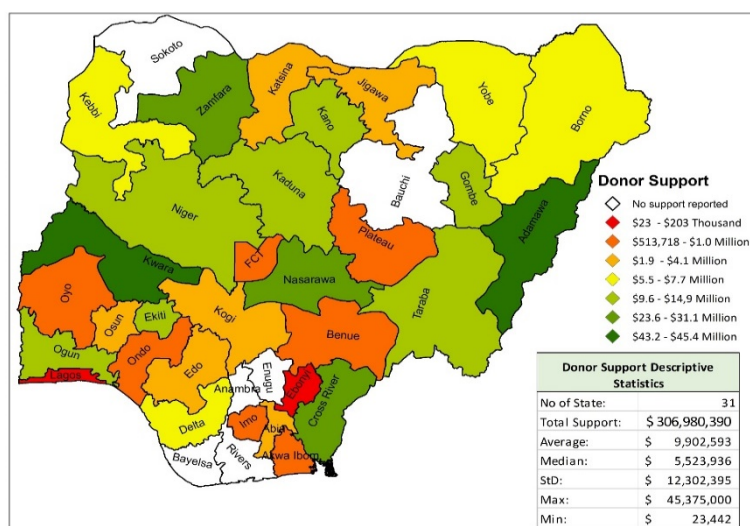 Sokoto
Kebbi
Zamfara
Katsina
Jigawa
Kano
Yobe
Borno
Bauchi
Gombe
Kaduna
Niger
Adamawa
Plateau
FCT
Kwara
Nasarawa
Taraba
Oyo
Osun
Ekiti
Kogi
Benue
Ogun
Ondo
Edo
Lagos
Enugu
Anambra
Ebonyi
Cross River
Delta
Imo
Abia
Bayelsa
Rivers
Akwa Ibom
Donor Support
No support reported
$23 - $203 Thousand
$513,718 - $1.0 Million
$1.9 - $4.1 Million
$5.5 - $7.7 Million
$9.6 - $14,9 Million
$23.6 - $31.1 Million
$43.2 - $45.4 Million
Donor Support Descriptive
Statistics
No of State: 31
Total Support: $ 306,980,390
Average: $ 9,902,593
Median: $ 5,523,936
StD: $ 12,302,395
Max: $ 45,375,000
Min: $ 23,442